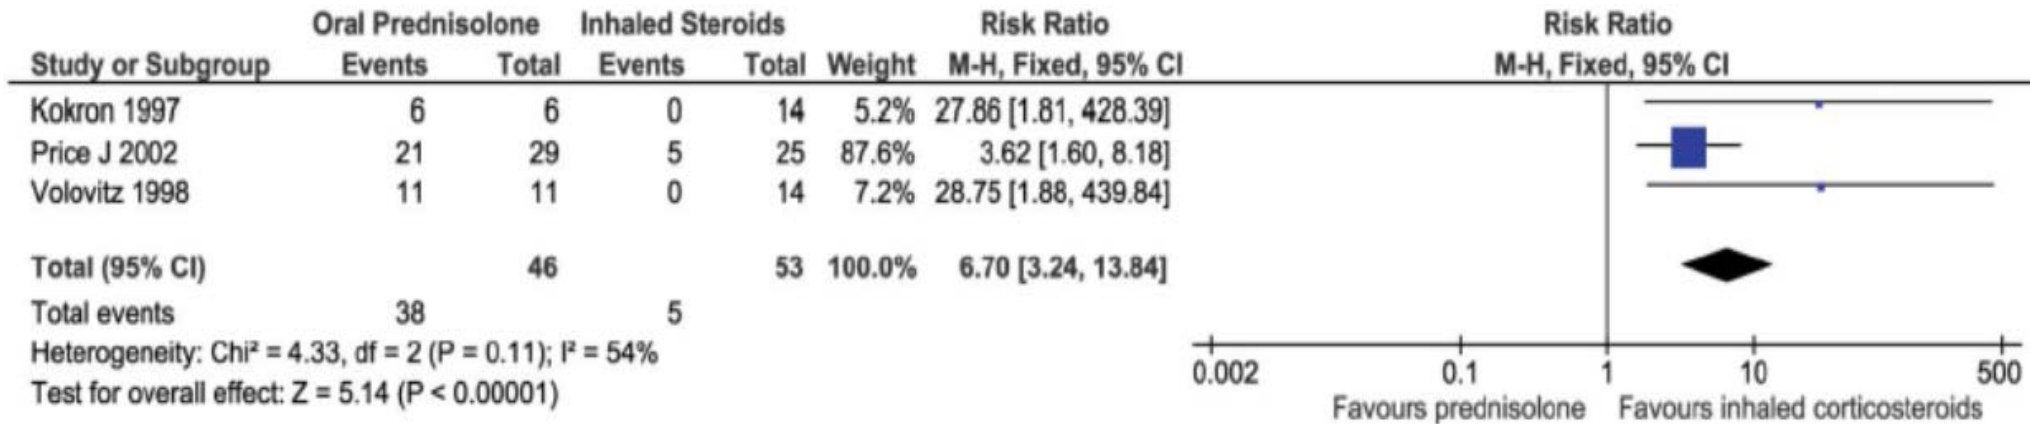 Oral Prednisolone Inhaled Steroids Risk Ratio Risk Ratio
Study or Subgroup Events Total Events Total Weight M-H, Fixed, 95% CI M-H, Fixed, 95% CI
Kokron 1997 6 6 0 14 5.2% 27.86 [1.81, 428.39]
Price J 2002 21 29 5 25 87.6% 3.62 [1.60, 8.18]
Volovitz 1998 11 11 0 14 7.2% 28.75 [1.88, 439.84]
Total (95% CI) 46 53 100.0% 6.70 [3.24, 13.84]
Total events 38 5
Heterogeneity: Chi² = 4.33, df = 2 (P = 0.11); I² = 54%
Test for overall effect: Z = 5.14 (P < 0.00001)
0.002 0.1 1 10 500
Favours prednisolone Favours inhaled corticosteroids